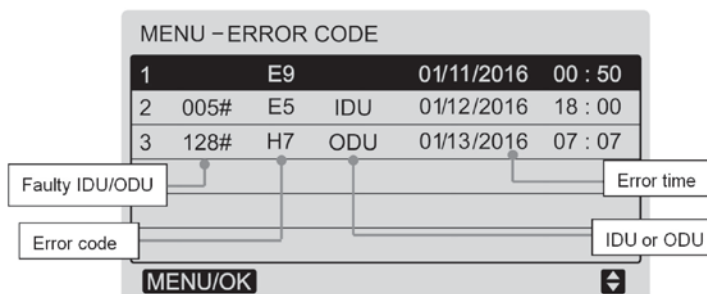 MENU – ERROR CODE
1 E9 01/11/2016 00 : 50
2 005# E5 IDU 01/12/2016 18 : 00
3 128# H7 ODU 01/13/2016 07 : 07
Faulty IDU/ODU
Error time
Error code
IDU or ODU
MENU/OK